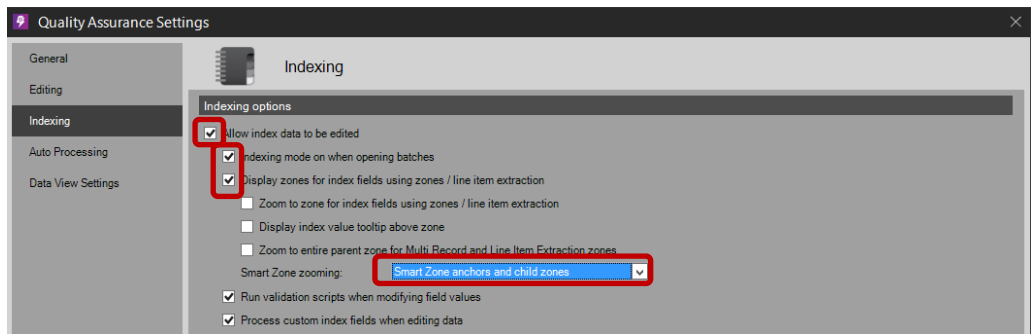 Quality Assurance Settings
General
Editing
Indexing
Auto Processing
Data View Settings
Indexing
Indexing options
Allow index data to be edited
Indexing mode on when opening batches
Display zones for index fields using zones / line item extraction
Zoom to zone for index fields using zones / line item extraction
Display index value tooltip above zone
Zoom to entire parent zone for Multi Record and Line Item Extraction zones
Smart Zone zooming: Smart Zone anchors and child zones
Run validation scripts when modifying field values
Process custom index fields when editing data